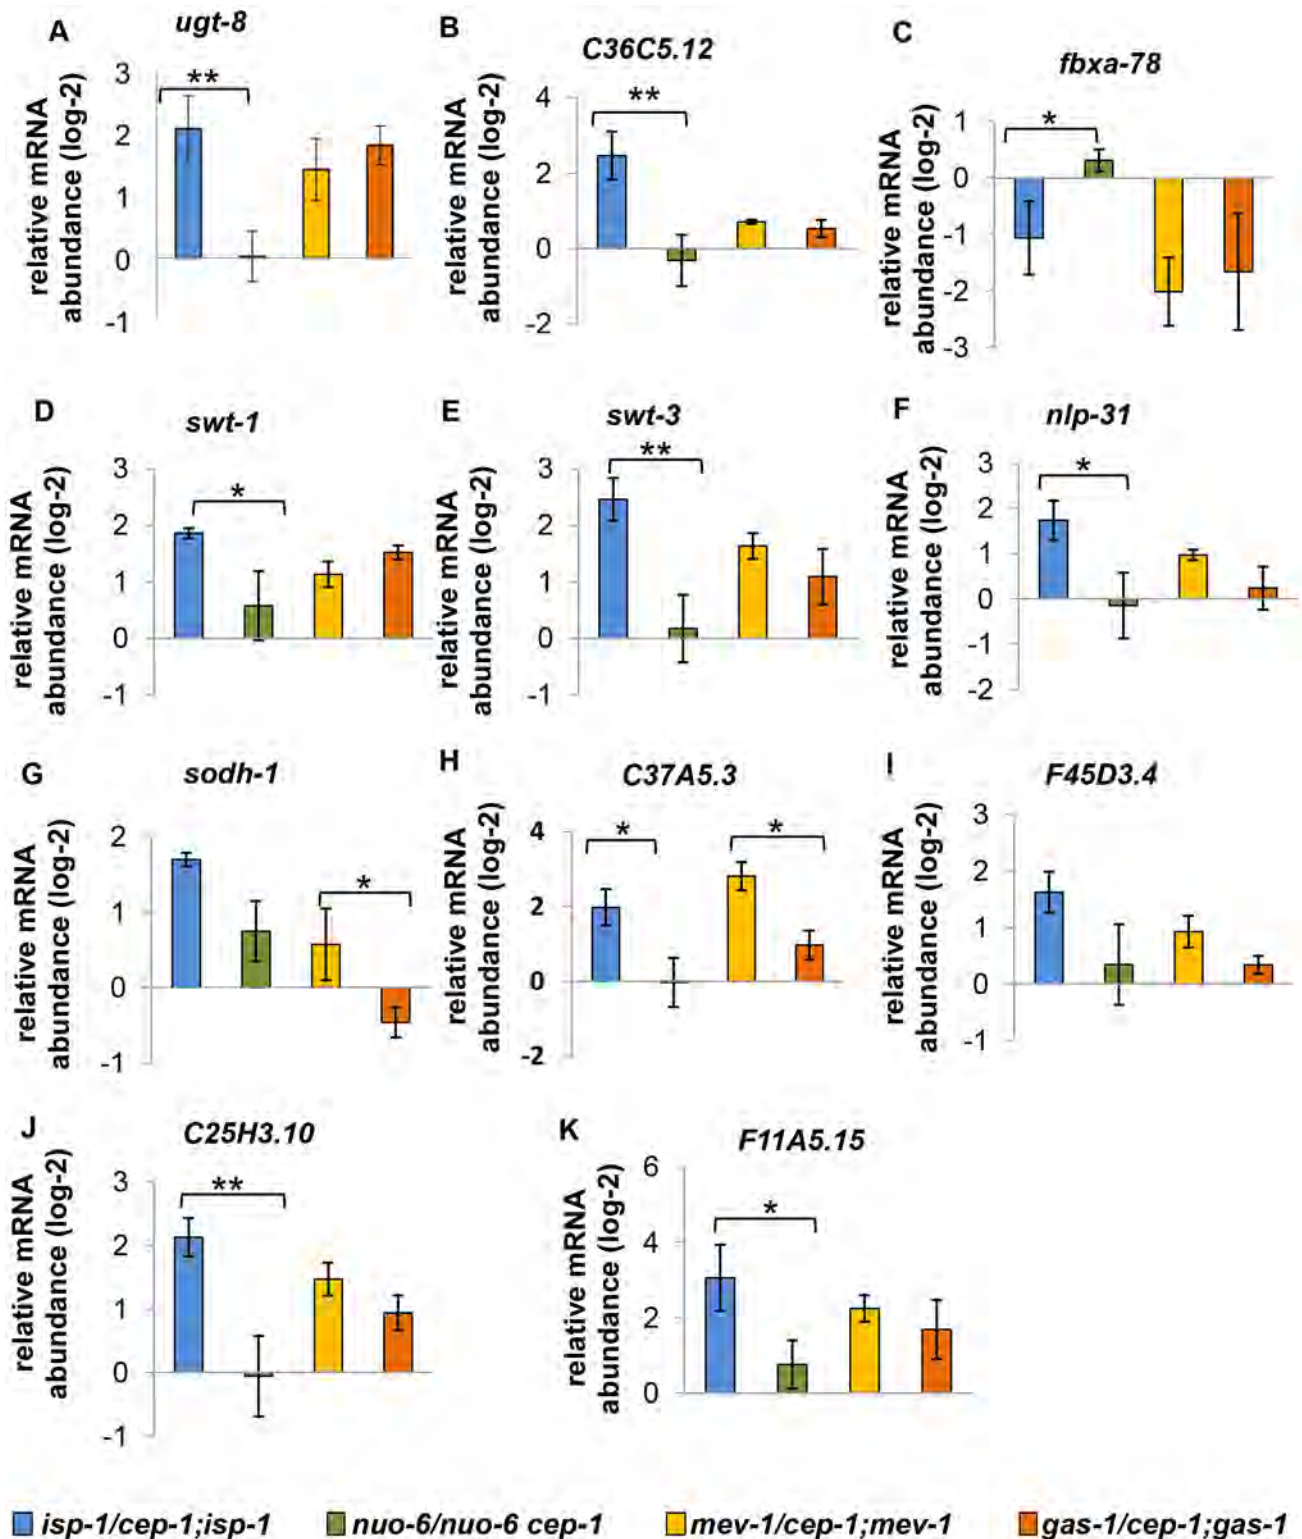 A
ugt-8
relative mRNA
abundance (log-2)
3
2
1
0
-1
**
B
C36C5.12
relative mRNA
abundance (log-2)
4
2
0
-2
**
C
fbxa-78
relative mRNA
abundance (log-2)
1
0
-1
-2
-3
*
D
swt-1
relative mRNA
abundance (log-2)
3
2
1
0
-1
*
E
swt-3
relative mRNA
abundance (log-2)
3
2
1
0
-1
**
F
nlp-31
relative mRNA
abundance (log-2)
3
2
1
0
-1
-2
*
G
sodh-1
relative mRNA
abundance (log-2)
2
1
0
-1
*
H
C37A5.3
relative mRNA
abundance (log-2)
4
2
0
-2
*
*
I
F45D3.4
relative mRNA
abundance (log-2)
3
2
1
0
-1
J
C25H3.10
relative mRNA
abundance (log-2)
3
2
1
0
-1
**
K
F11A5.15
relative mRNA
abundance (log-2)
6
4
2
0
*
isp-1/cep-1;isp-1
nuo-6/nuo-6 cep-1
mev-1/cep-1;mev-1
gas-1/cep-1;gas-1